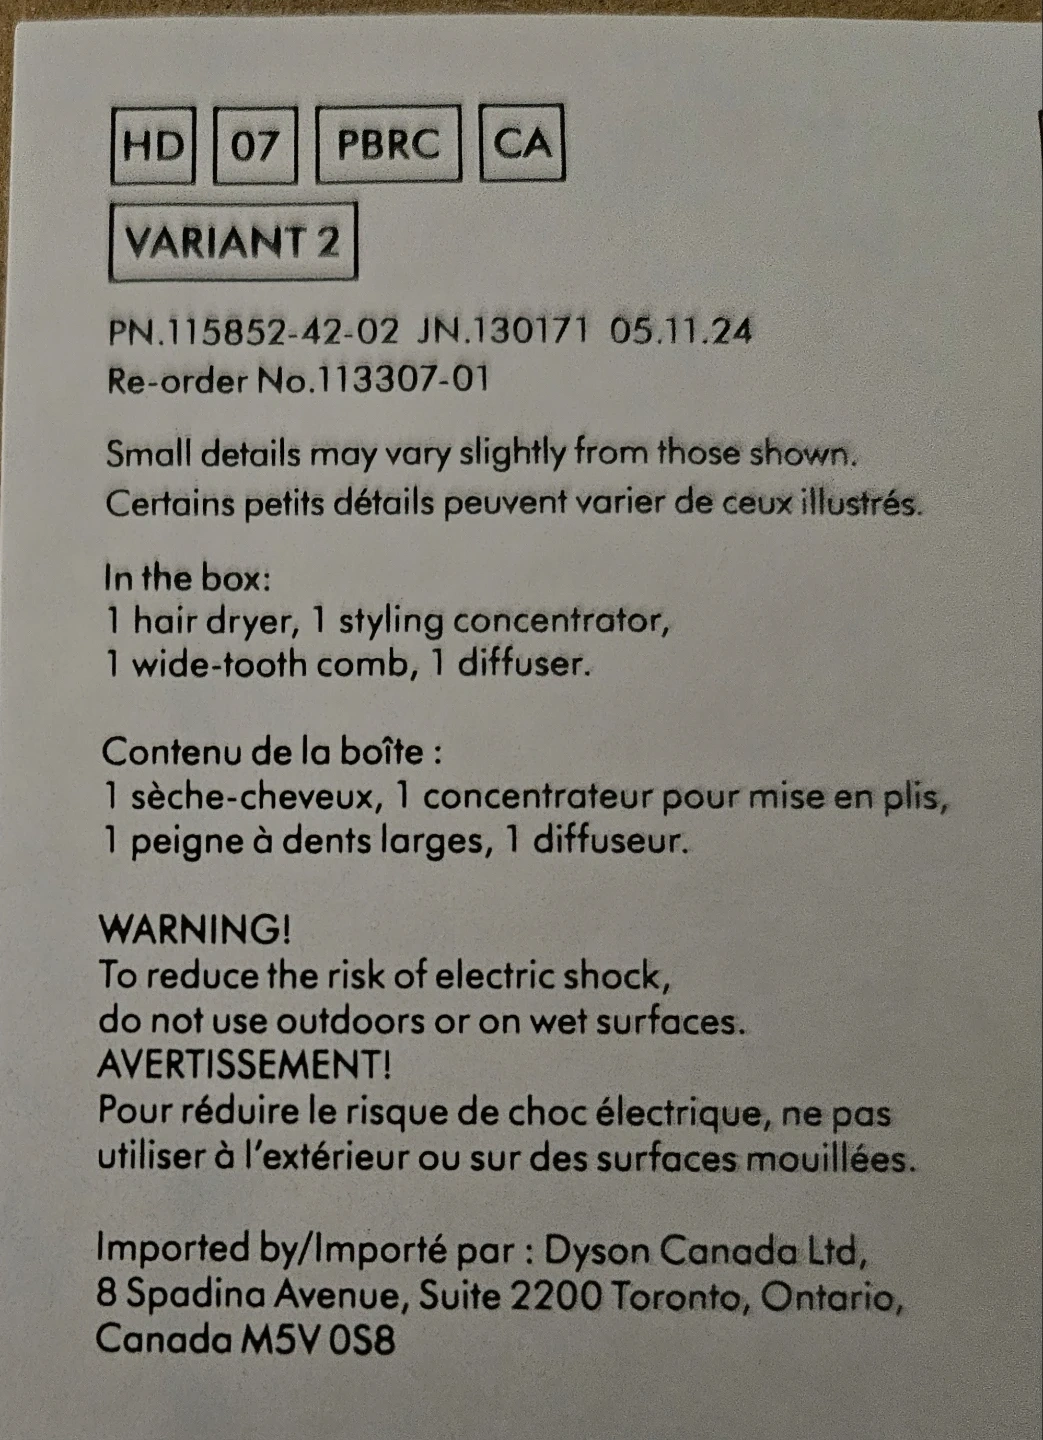 HD 07 PBRC CA
VARIANT 2
PN.115852-42-02 JN.130171 05.11.24
Re-order No.113307-01
Small details may vary slightly from those shown.
Certains petits détails peuvent varier de ceux illustrés.
In the box:
1 hair dryer, 1 styling concentrator,
1 wide-tooth comb, 1 diffuser.
Contenu de la boîte :
1 sèche-cheveux, 1 concentrateur pour mise en plis,
1 peigne à dents larges, 1 diffuseur.
WARNING!
To reduce the risk of electric shock,
do not use outdoors or on wet surfaces.
AVERTISSEMENT!
Pour réduire le risque de choc électrique, ne pas
utiliser à l'extérieur ou sur des surfaces mouillées.
Imported by/Importé par : Dyson Canada Ltd,
8 Spadina Avenue, Suite 2200 Toronto, Ontario,
Canada M5V 0S8